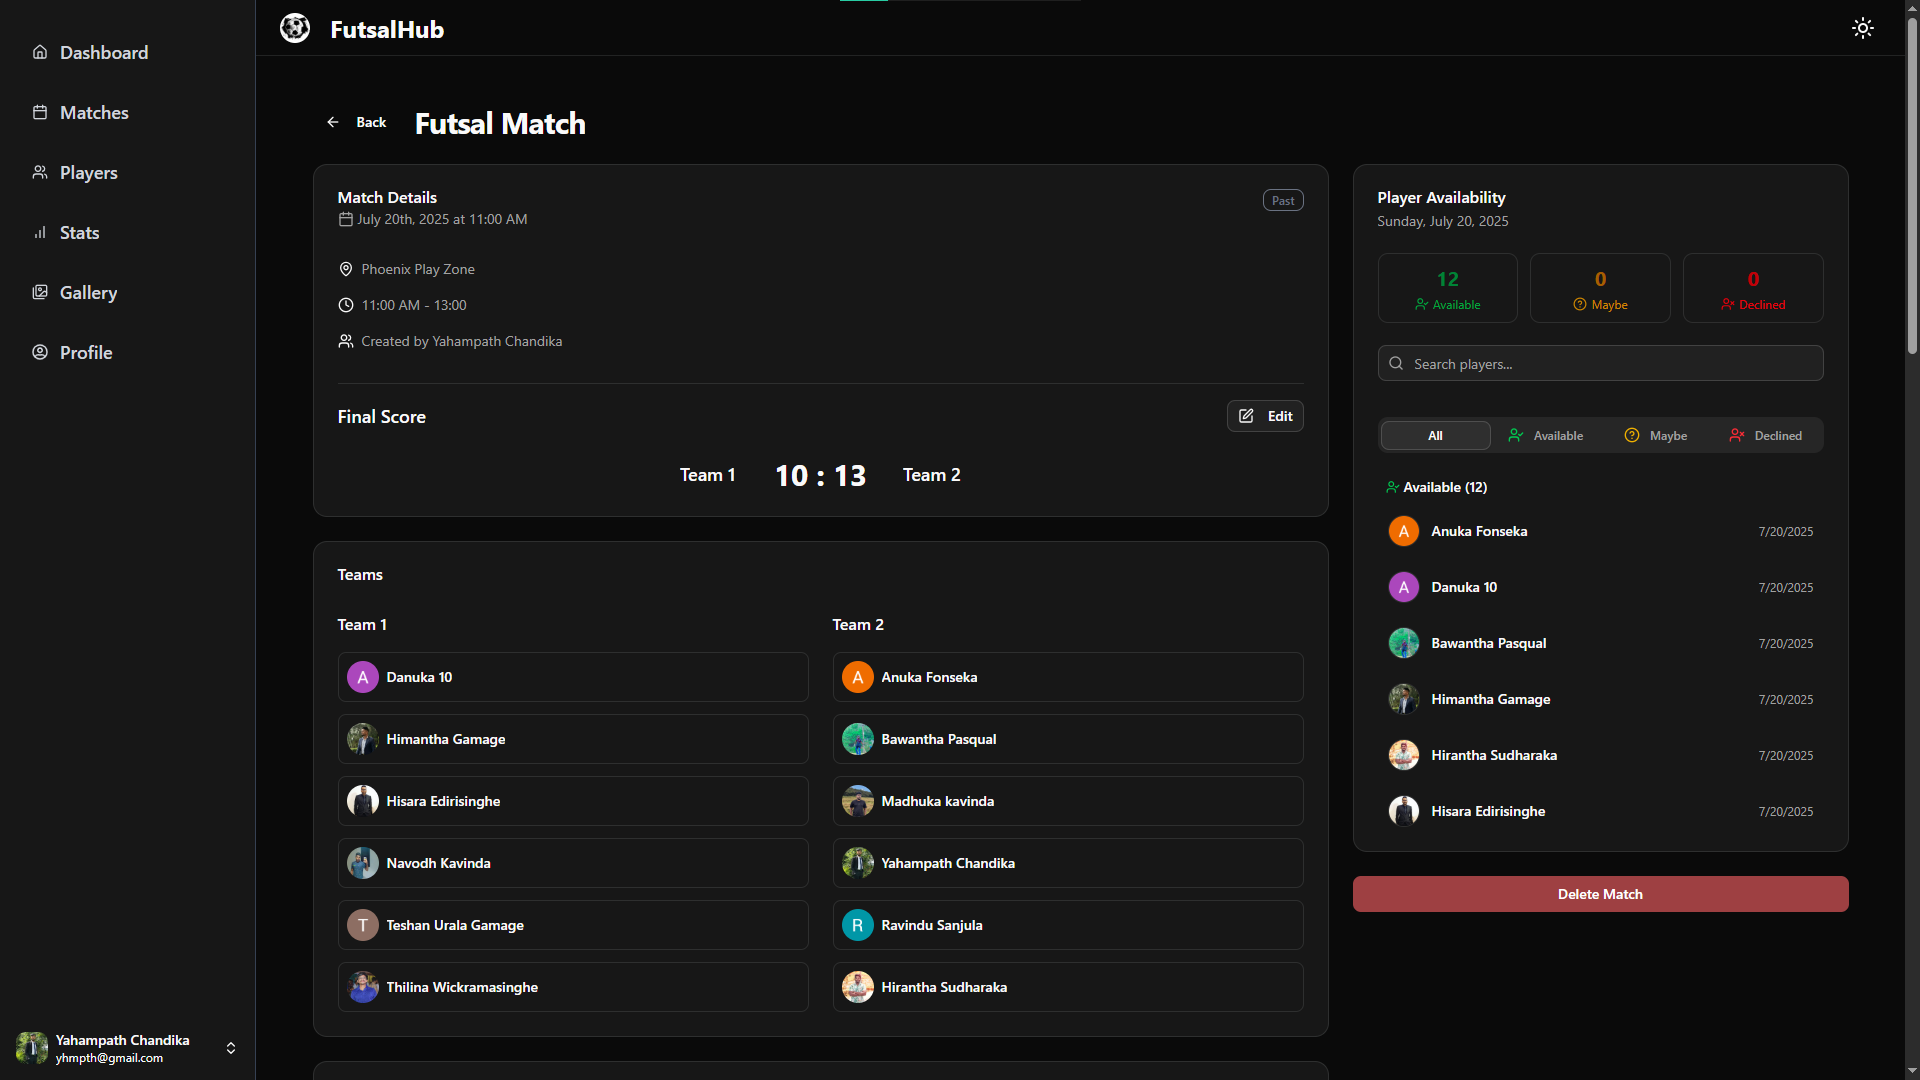 Dashboard
Matches
Players
Stats
Gallery
Profile
Yahampath Chandika
yhmpth@gmail.com
FutsalHub
Back
Futsal Match
Match Details
Past
July 20th, 2025 at 11:00 AM
Phoenix Play Zone
11:00 AM - 13:00
Created by Yahampath Chandika
Final Score
Edit
Team 1 10 : 13 Team 2
Teams
Team 1
A Danuka 10
Himantha Gamage
Hisara Edirisinghe
Navodh Kavinda
T Teshan Urala Gamage
Thilina Wickramasinghe
Team 2
A Anuka Fonseka
Bawantha Pasqual
Madhuka kavinda
Yahampath Chandika
R Ravindu Sanjula
Hirantha Sudharaka
Player Availability
Sunday, July 20, 2025
12
Available
0
Maybe
0
Declined
Search players...
All Available Maybe Declined
Available (12)
A Anuka Fonseka 7/20/2025
A Danuka 10 7/20/2025
Bawantha Pasqual 7/20/2025
Himantha Gamage 7/20/2025
Hirantha Sudharaka 7/20/2025
Hisara Edirisinghe 7/20/2025
Delete Match